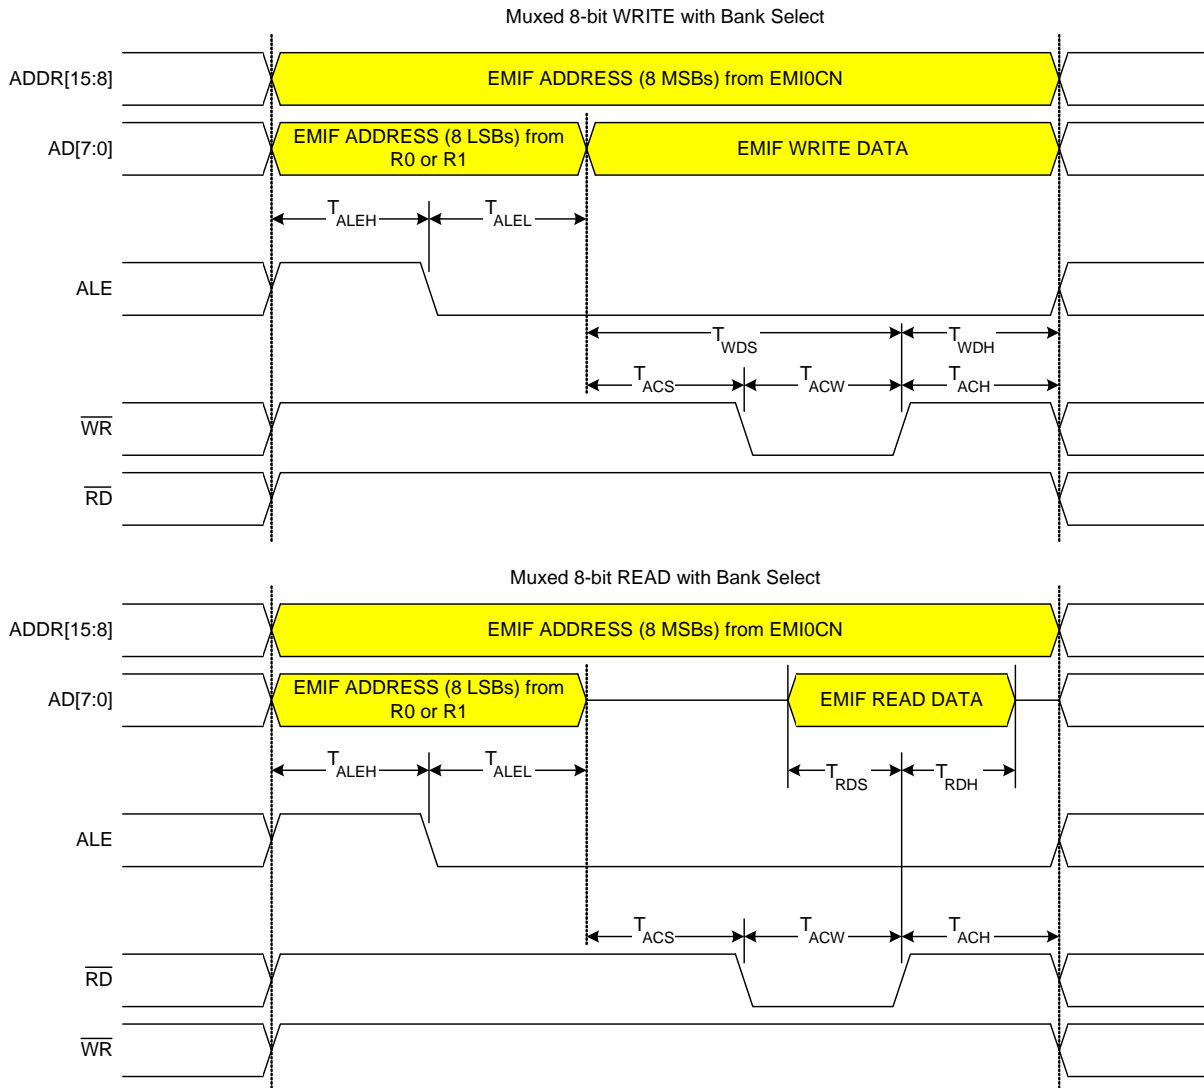 Muxed 8-bit WRITE with Bank Select
ADDR[15:8]
EMIF ADDRESS (8 MSBs) from EMI0CN
AD[7:0]
EMIF ADDRESS (8 LSBs) from
R0 or R1
EMIF WRITE DATA
TALEH
TALEL
ALE
TWDS
TWDH
TACS
TACW
TACH
WR
RD
Muxed 8-bit READ with Bank Select
ADDR[15:8]
EMIF ADDRESS (8 MSBs) from EMI0CN
AD[7:0]
EMIF ADDRESS (8 LSBs) from
R0 or R1
EMIF READ DATA
TALEH
TALEL
TRDS
TRDH
ALE
TACS
TACW
TACH
RD
WR